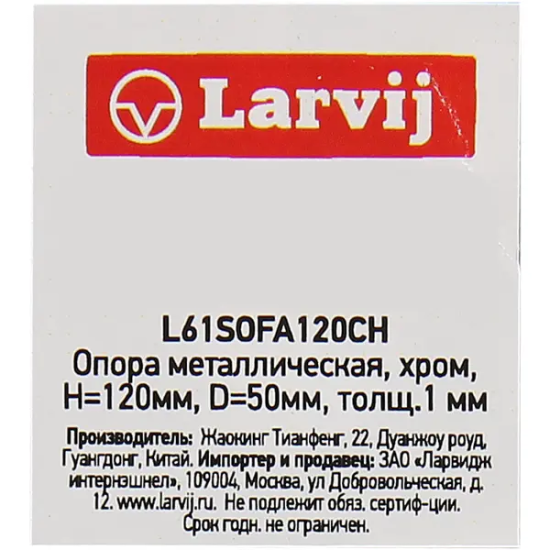 Larvij
L61SOFA120CH
Опора металлическая, хром,
H=120мм, D=50мм, толщ.1 мм
Производитель: Жаокинг Тианфенг, 22, Дуанжоу роуд,
Гуангдонг, Китай. Импортер и продавец: ЗАО «Ларвидж
интернэшнел», 109004, Москва, ул Добровольческая, д.
12. www.larvij.ru. Не подлежит обяз. сертиф-ции.
Срок годн. не ограничен.